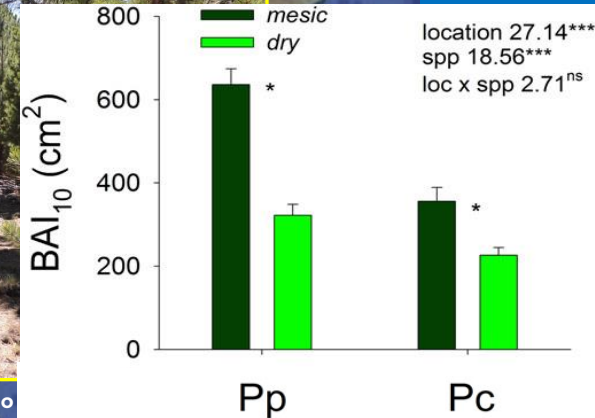 800
600
400
200
0
BAI10 (cm2)
mesic
dry
location 27.14***
spp 18.56***
loc x spp 2.71ns
*
*
Pp
Pc
o